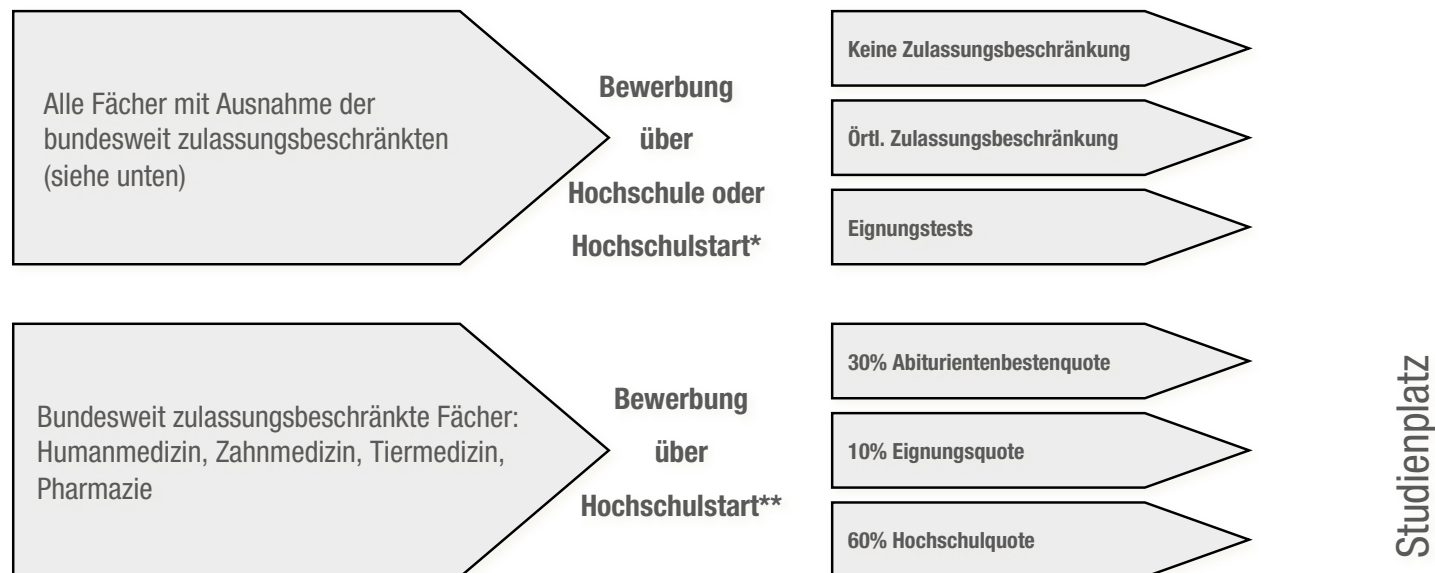 Alle Fächer mit Ausnahme der
bundesweit zulassungsbeschränkten
(siehe unten)
Bewerbung
über
Hochschule oder
Hochschulstart*
Keine Zulassungsbeschränkung
Örtl. Zulassungsbeschränkung
Eignungstests
Bundesweit zulassungsbeschränkte Fächer:
Humanmedizin, Zahnmedizin, Tiermedizin,
Pharmazie
Bewerbung
über
Hochschulstart**
30% Abiturientenbestenquote
10% Eignungsquote
60% Hochschulquote
Studienplatz